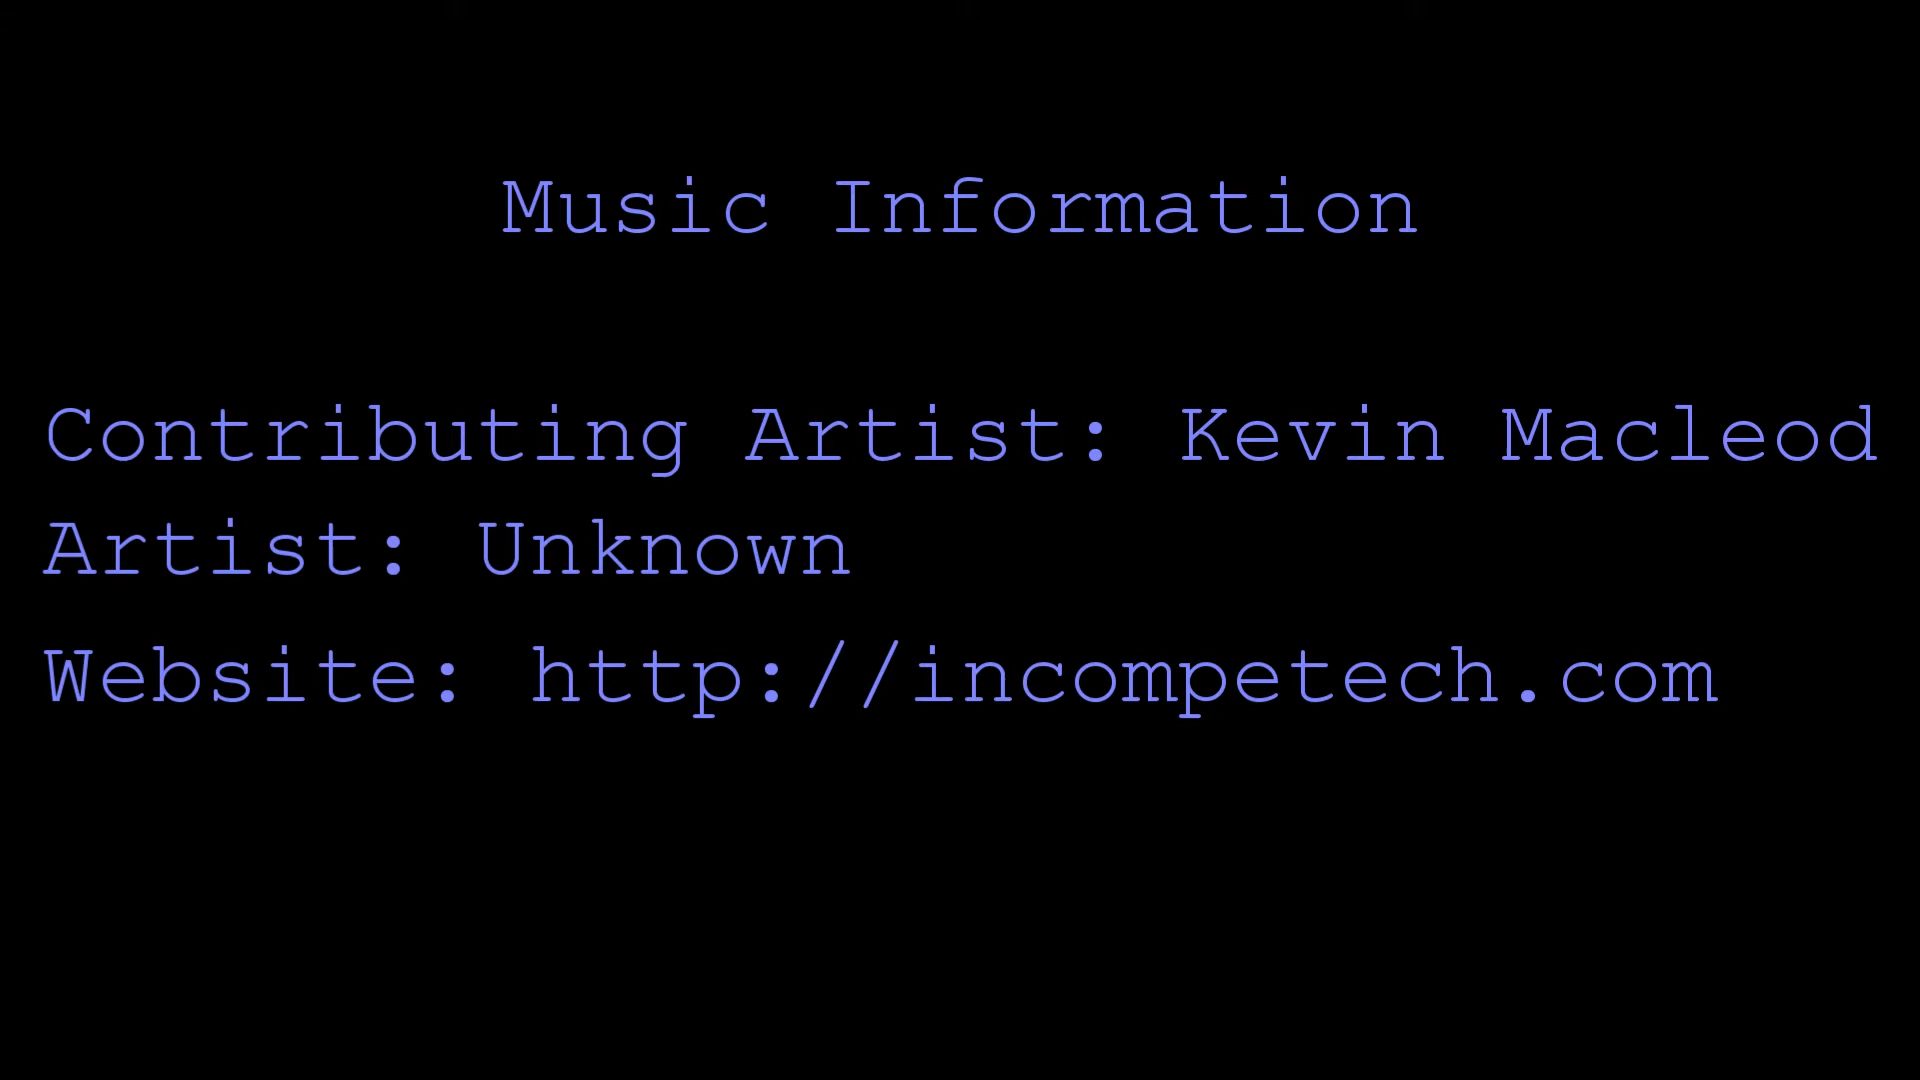 Music Information
Contributing Artist: Kevin Macleod
Artist: Unknown
Website: http://incompetech.com